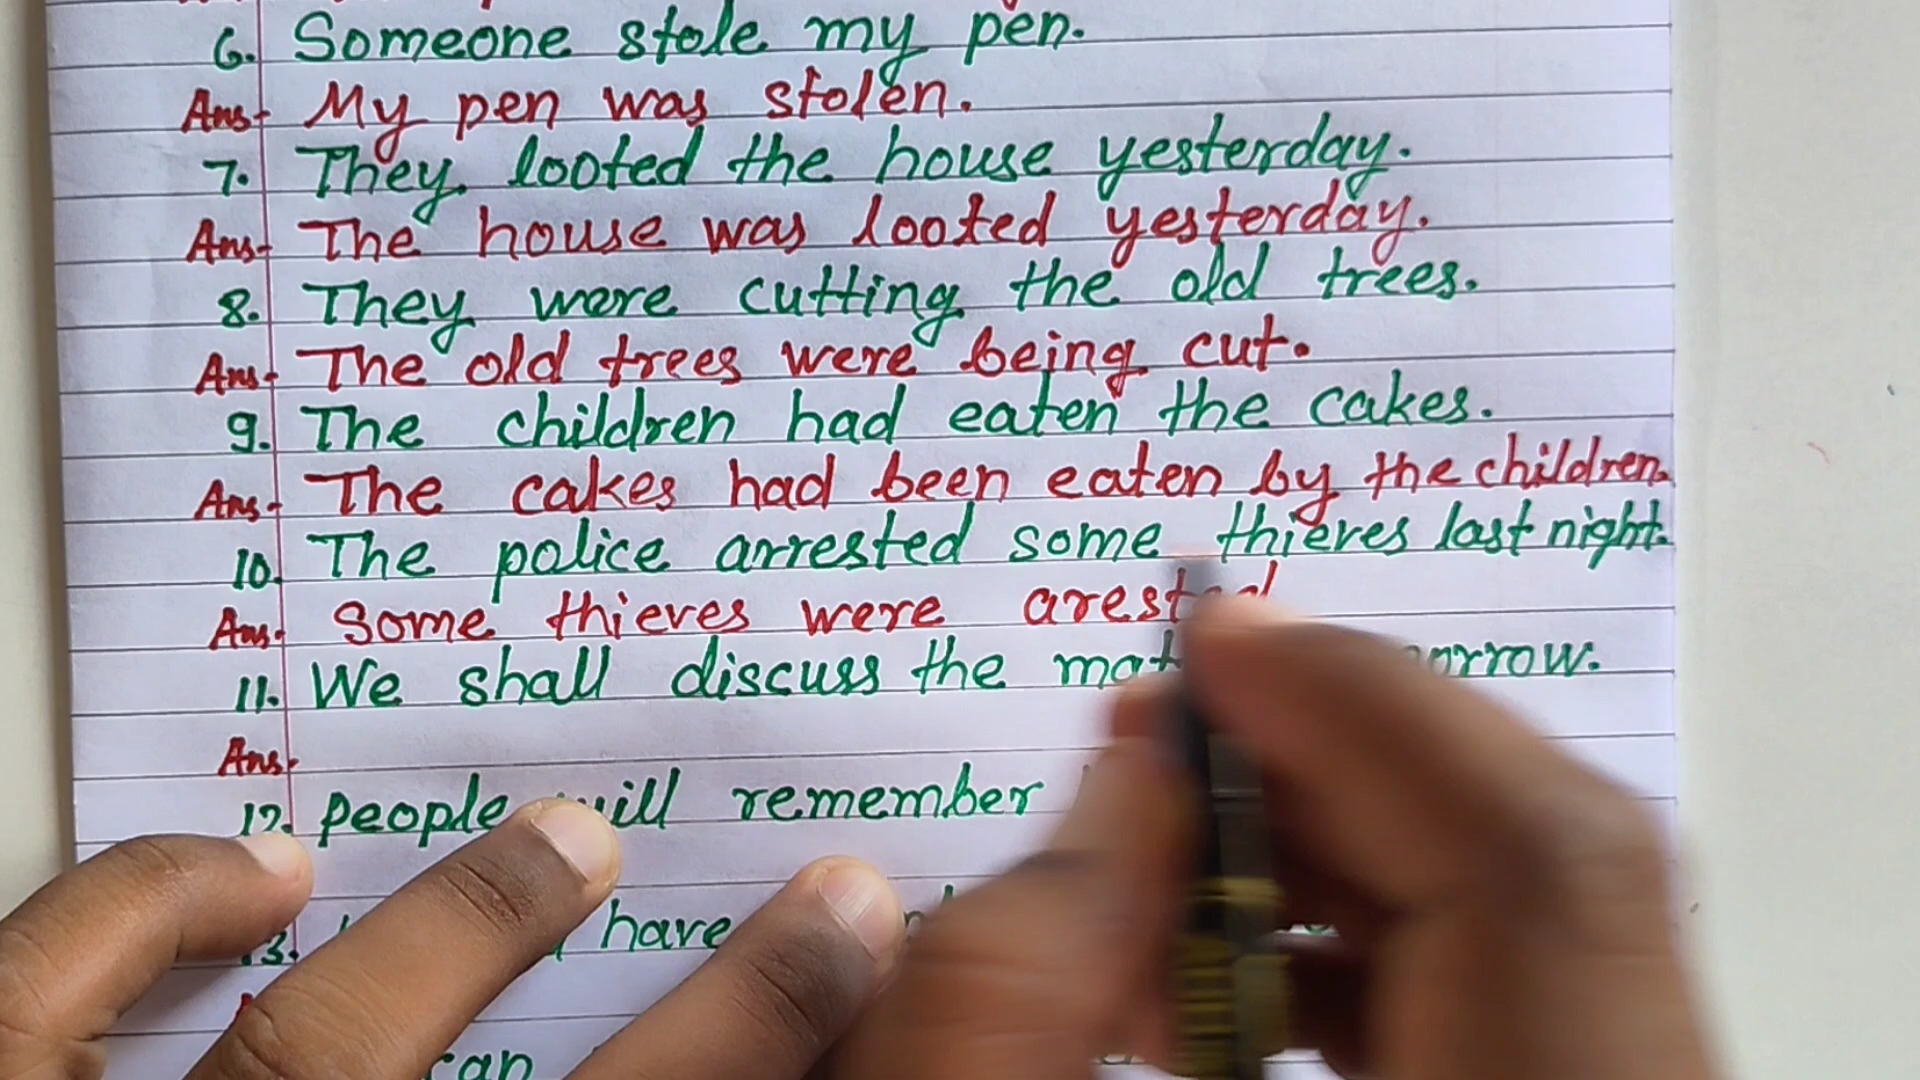 6. Someone stole my pen.
Ans- My pen was stolen.
7. They looted the house yesterday.
Ans- The house was looted yesterday.
8. They were cutting the old trees.
Ans- The old trees were being cut.
9. The children had eaten the cakes.
Ans- The cakes had been eaten by the children.
10. The police arrested some thieves last night.
Ans- Some thieves were arested
11. We shall discuss the
Ans-
12. people will remember
13. have
can